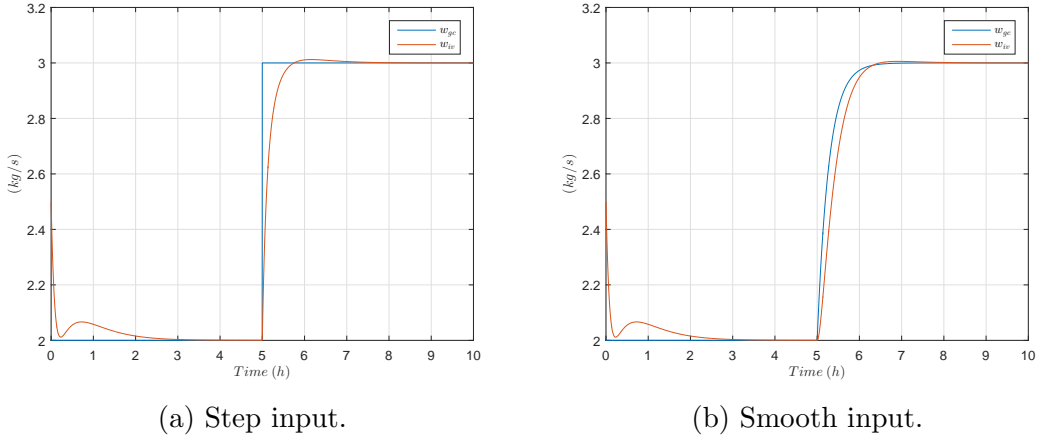 3.2
3
2.8
2.6
2.4
2.2
2
(kg/s)
0 1 2 3 4 5 6 7 8 9 10
Time (h)
w_gc
w_iv
(a) Step input.
3.2
3
2.8
2.6
2.4
2.2
2
(kg/s)
0 1 2 3 4 5 6 7 8 9 10
Time (h)
w_gc
w_iv
(b) Smooth input.